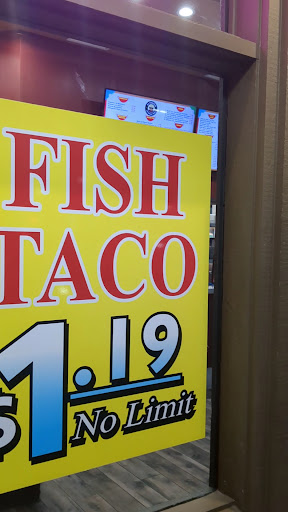 FISH
TACO
$1.19
No Limit